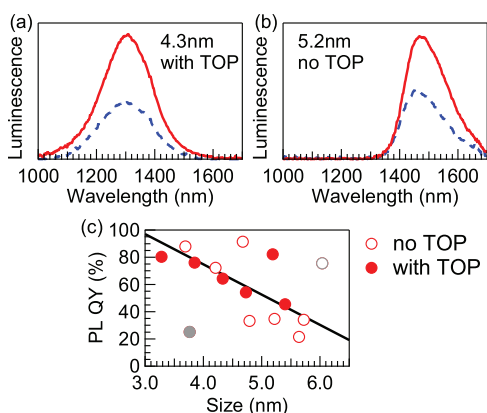 (a)
4.3nm
with TOP
Luminescence
1000 1200 1400 1600
Wavelength (nm)
(b)
5.2nm
no TOP
Luminescence
1000 1200 1400 1600
Wavelength (nm)
(c)
100
80
60
40
20
0
PL QY (%)
3.0 4.0 5.0 6.0
Size (nm)
no TOP
with TOP